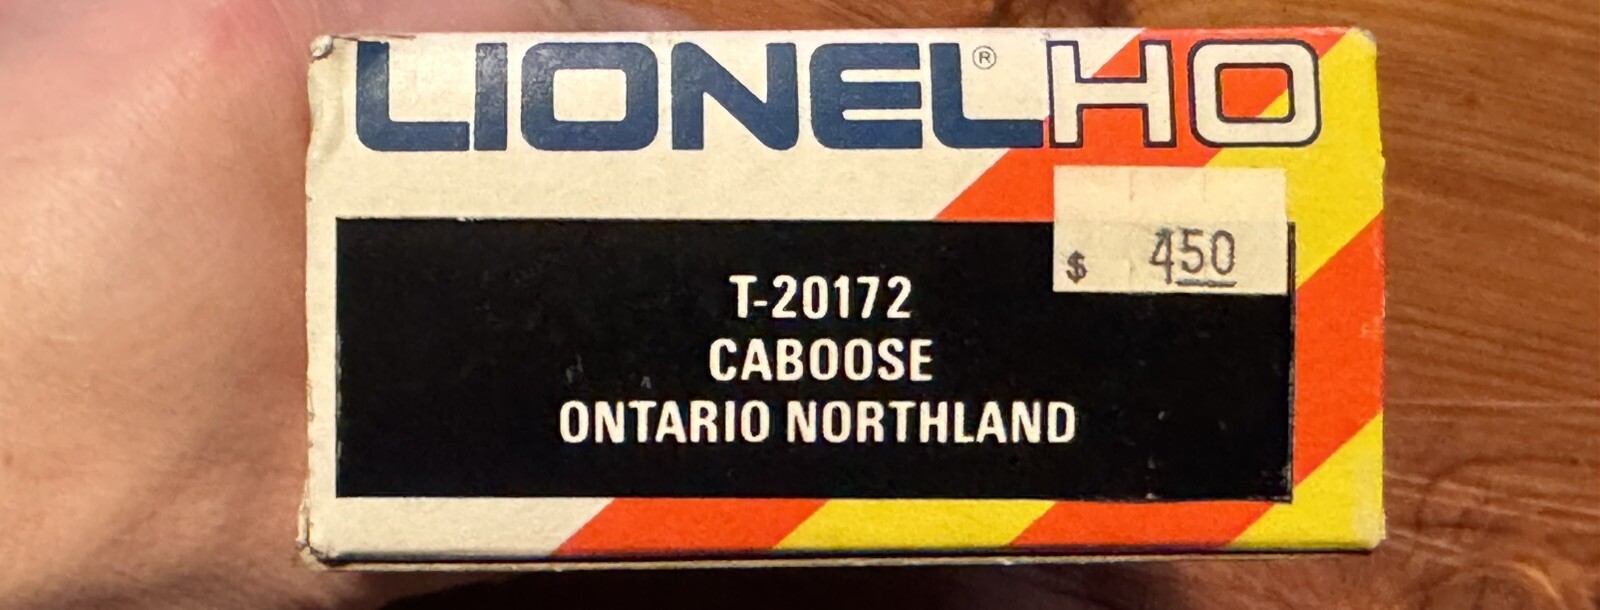 LIONEL® HO
$ 450
T-20172
CABOOSE
ONTARIO NORTHLAND